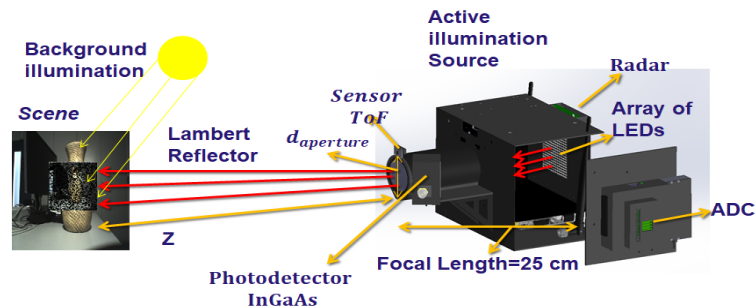 Background
illumination
Scene
Lambert
Reflector
Z
Sensor
ToF
d_aperture
Photodetector
InGaAs
Active
illumination
Source
Radar
Array of
LEDs
ADC
Focal Length=25 cm